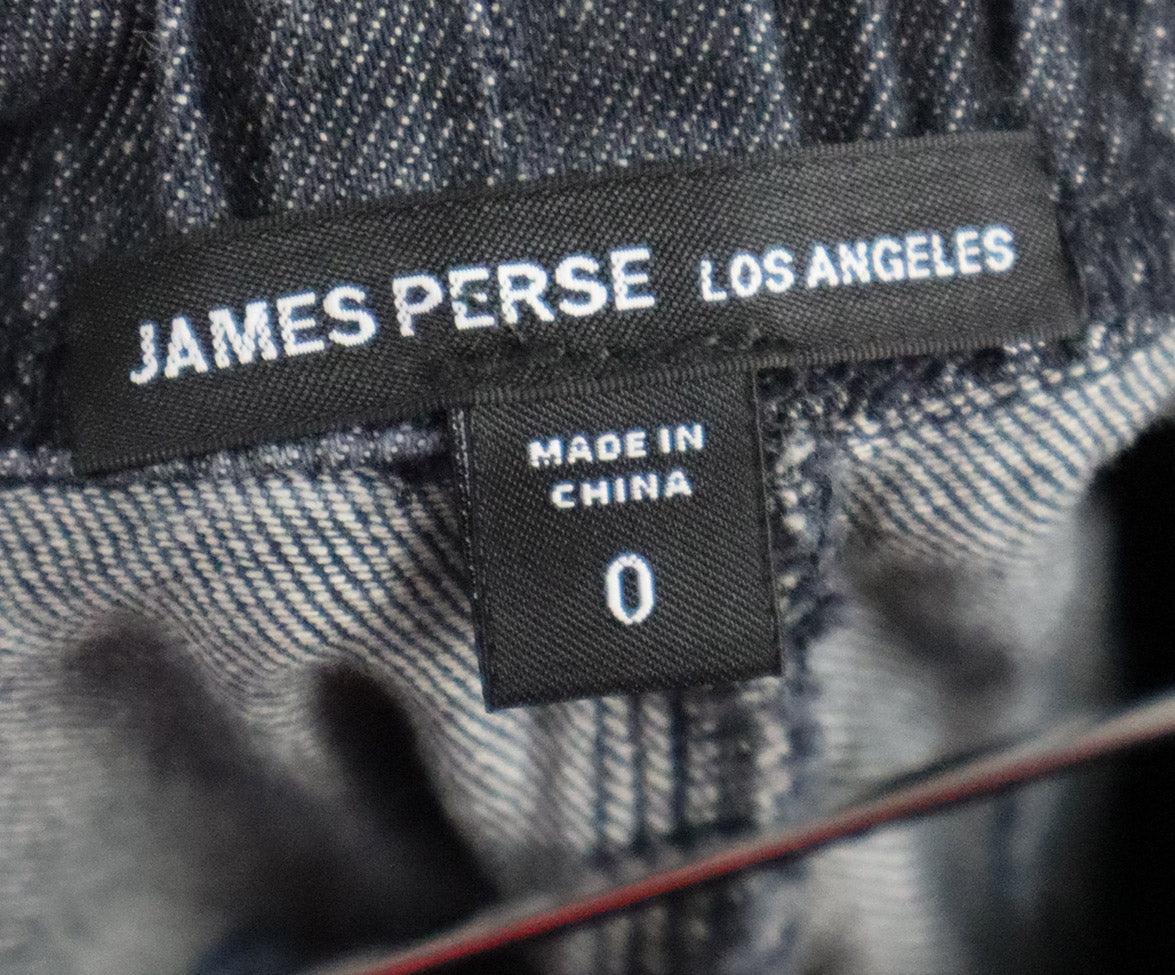 JAMES PERSE LOS ANGELES
MADE IN
CHINA
0